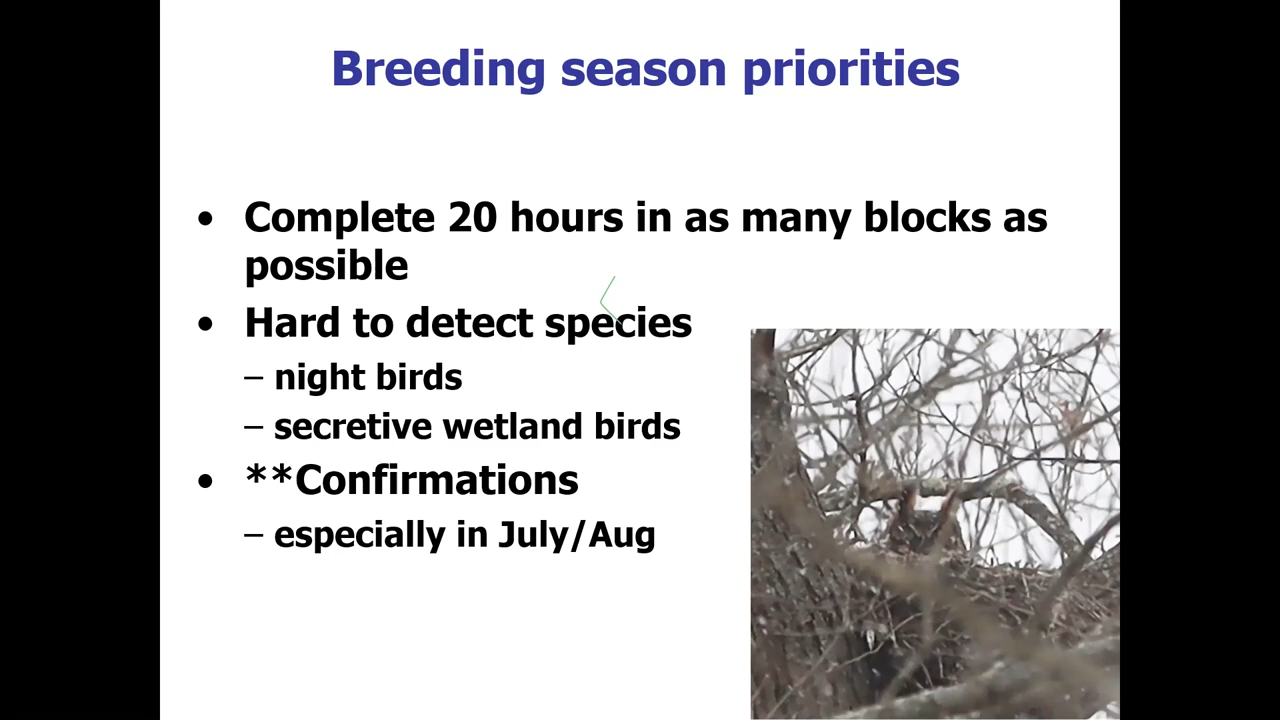 Breeding season priorities
• Complete 20 hours in as many blocks as
possible
• Hard to detect species
– night birds
– secretive wetland birds
• **Confirmations
– especially in July/Aug